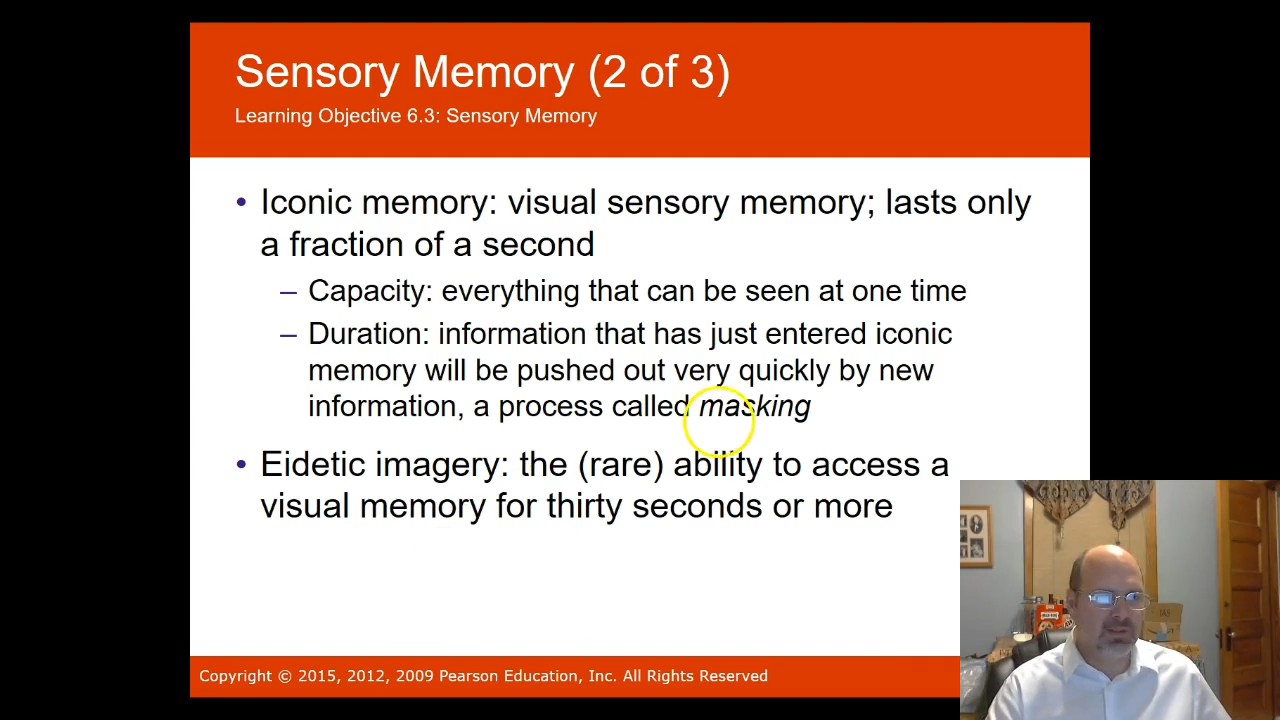 Sensory Memory (2 of 3)
Learning Objective 6.3: Sensory Memory
• Iconic memory: visual sensory memory; lasts only
a fraction of a second
– Capacity: everything that can be seen at one time
– Duration: information that has just entered iconic
memory will be pushed out very quickly by new
information, a process called masking
• Eidetic imagery: the (rare) ability to access a
visual memory for thirty seconds or more
Copyright © 2015, 2012, 2009 Pearson Education, Inc. All Rights Reserved